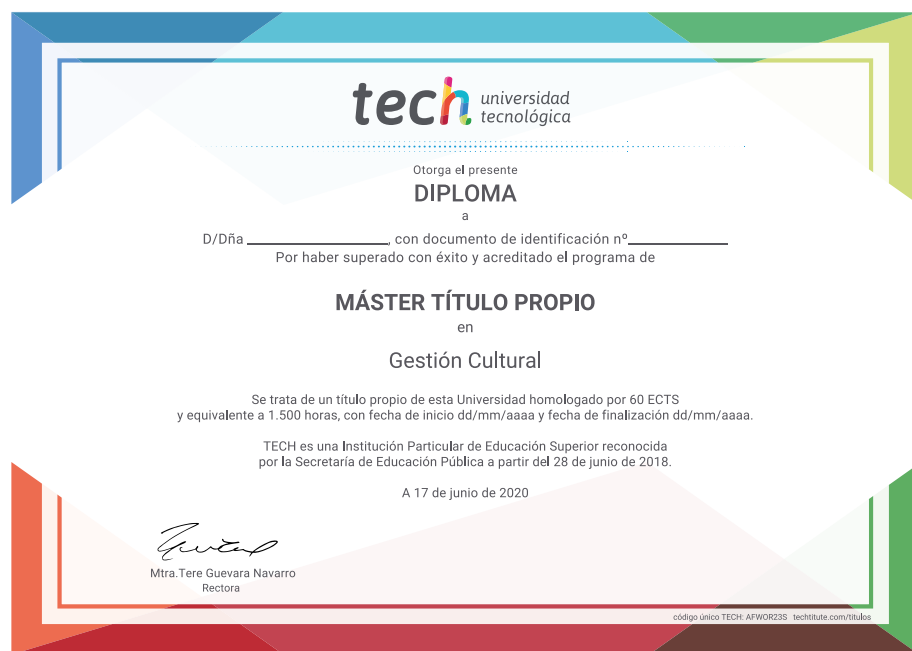 tech universidad
tecnológica
Otorga el presente
DIPLOMA
a
D/Dña ________________, con documento de identificación nº____________
Por haber superado con éxito y acreditado el programa de
MÁSTER TÍTULO PROPIO
en
Gestión Cultural
Se trata de un título propio de esta Universidad homologado por 60 ECTS
y equivalente a 1.500 horas, con fecha de inicio dd/mm/aaaa y fecha de finalización dd/mm/aaaa.
TECH es una Institución Particular de Educación Superior reconocida
por la Secretaría de Educación Pública a partir del 28 de junio de 2018.
A 17 de junio de 2020
Mtra.Tere Guevara Navarro
Rectora
código único TECH: AFWOR23S techtitute.com/titulos